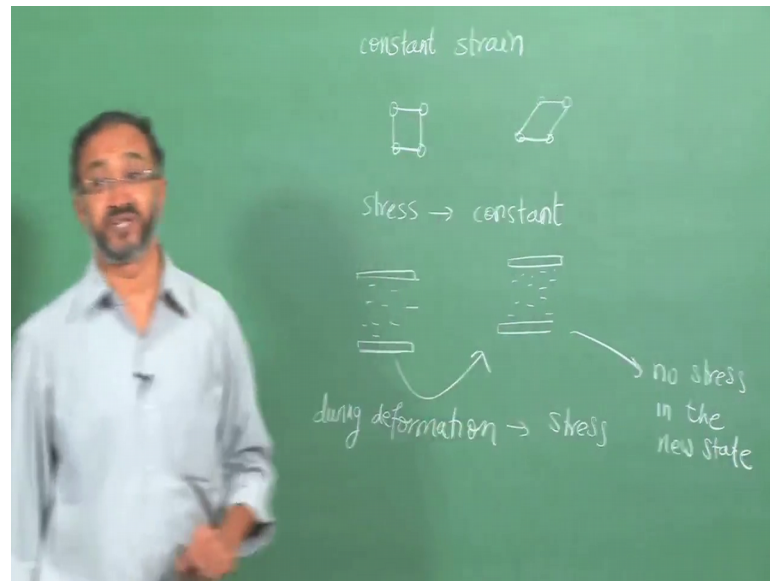 constant strain
stress → constant
during deformation → stress
no stress
in the
new state